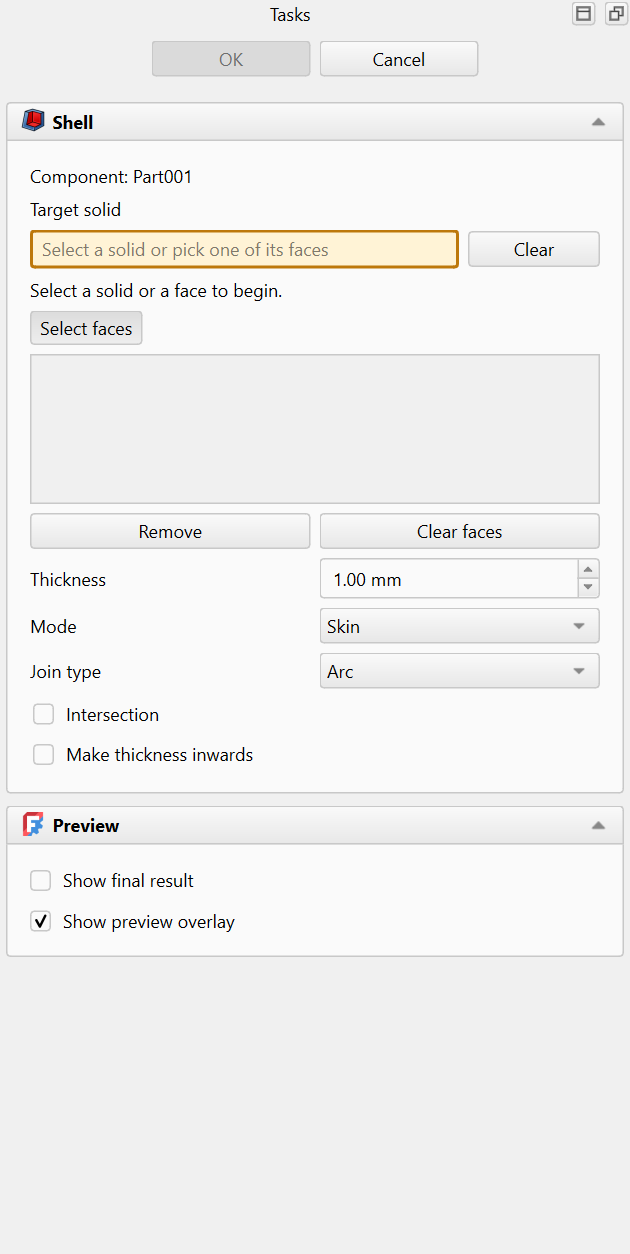 Tasks
OK Cancel
Shell
Component: Part001
Target solid
Select a solid or pick one of its faces Clear
Select a solid or a face to begin.
Select faces
Remove Clear faces
Thickness 1.00 mm
Mode Skin
Join type Arc
Intersection
Make thickness inwards
Preview
Show final result
Show preview overlay